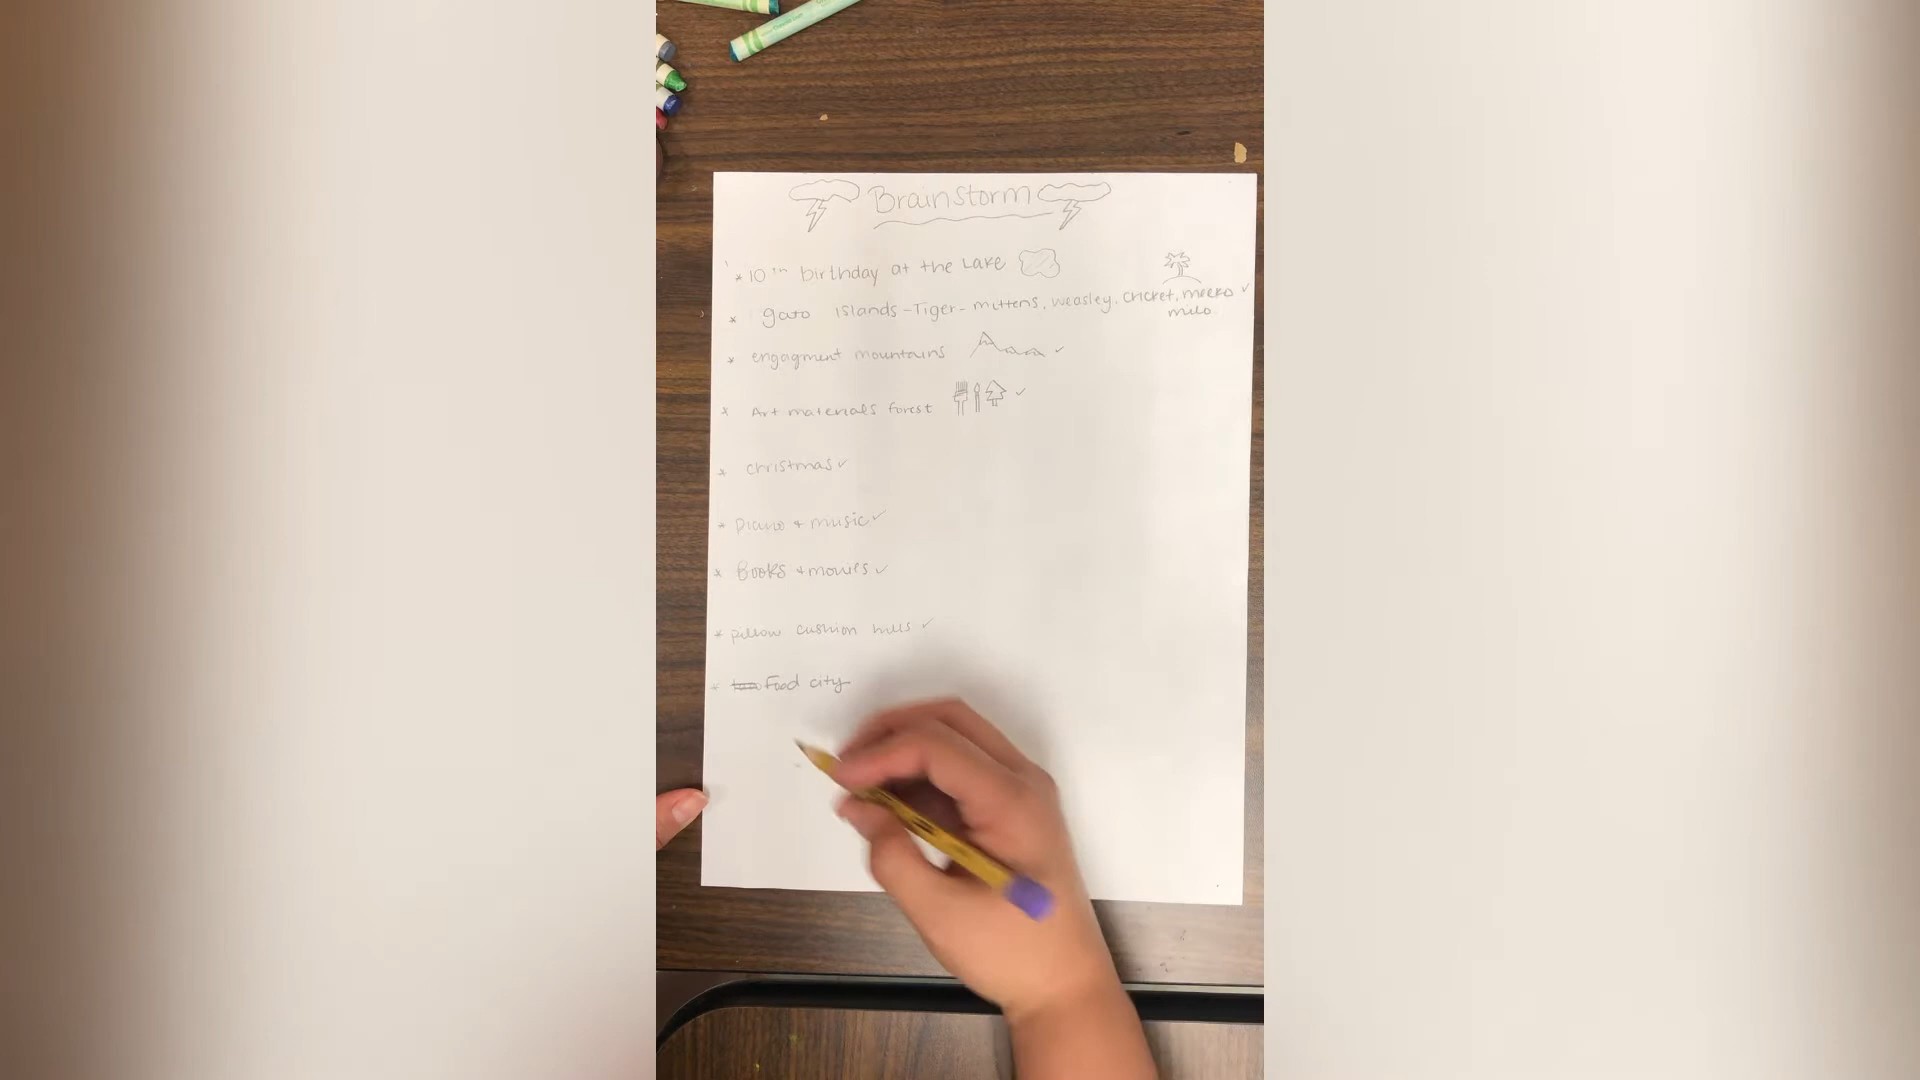 Brainstorm
* 10th birthday at the Lake
* gato islands - Tiger - mittens, weasley, cricket, meeko ✓
milo
* engagment mountains ✓
* Art materials forest ✓
* christmas ✓
* piano + music ✓
* Books + movies ✓
* pillow cushion hills ✓
* Food city